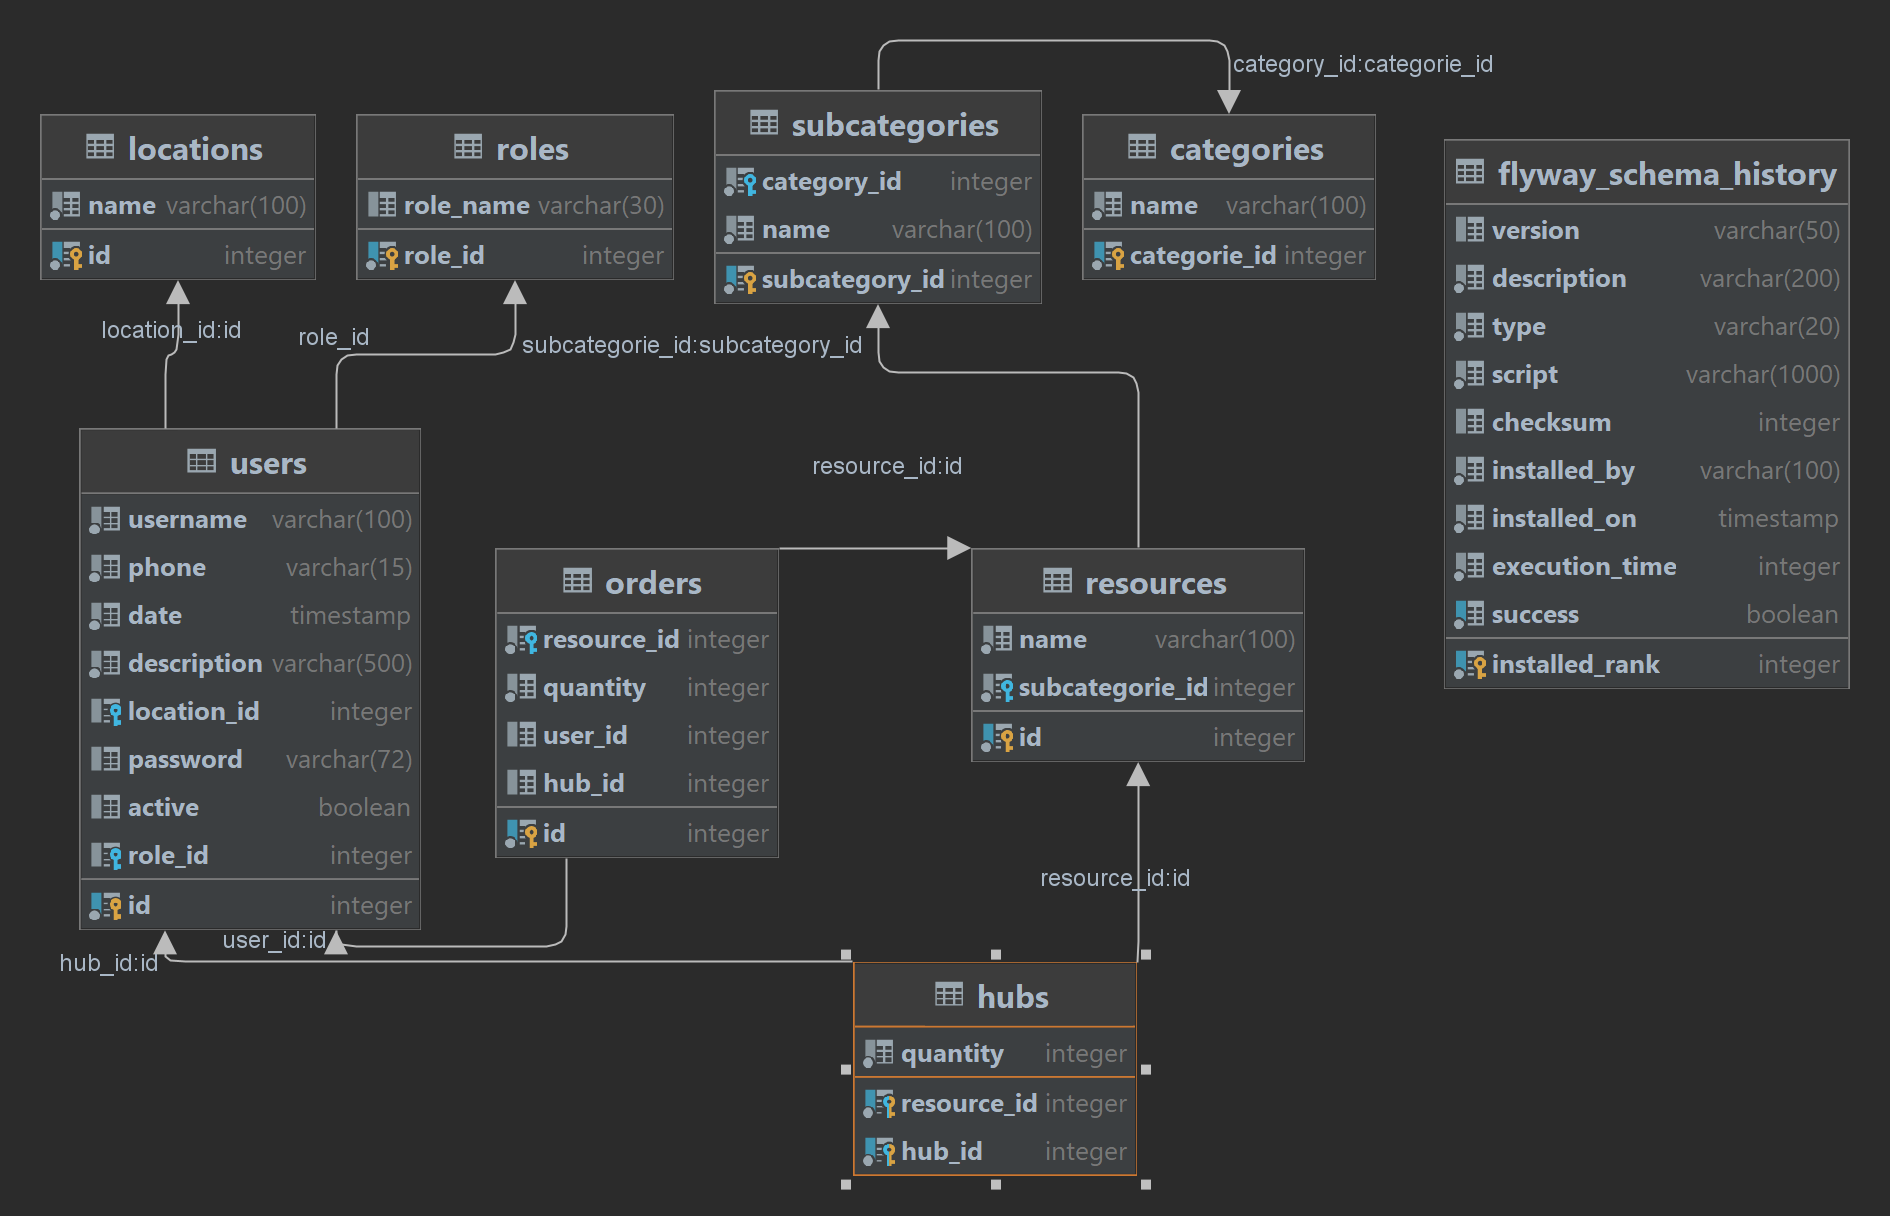 category_id:categorie_id
locations
name varchar(100)
id integer
roles
role_name varchar(30)
role_id integer
subcategories
category_id integer
name varchar(100)
subcategory_id integer
categories
name varchar(100)
categorie_id integer
flyway_schema_history
version varchar(50)
description varchar(200)
type varchar(20)
script varchar(1000)
checksum integer
installed_by varchar(100)
installed_on timestamp
execution_time integer
success boolean
installed_rank integer
location_id:id
role_id
subcategorie_id:subcategory_id
users
username varchar(100)
phone varchar(15)
date timestamp
description varchar(500)
location_id integer
password varchar(72)
active boolean
role_id integer
id integer
resource_id:id
orders
resource_id integer
quantity integer
user_id integer
hub_id integer
id integer
resources
name varchar(100)
subcategorie_id integer
id integer
resource_id:id
user_id:id
hub_id:id
hubs
quantity integer
resource_id integer
hub_id integer